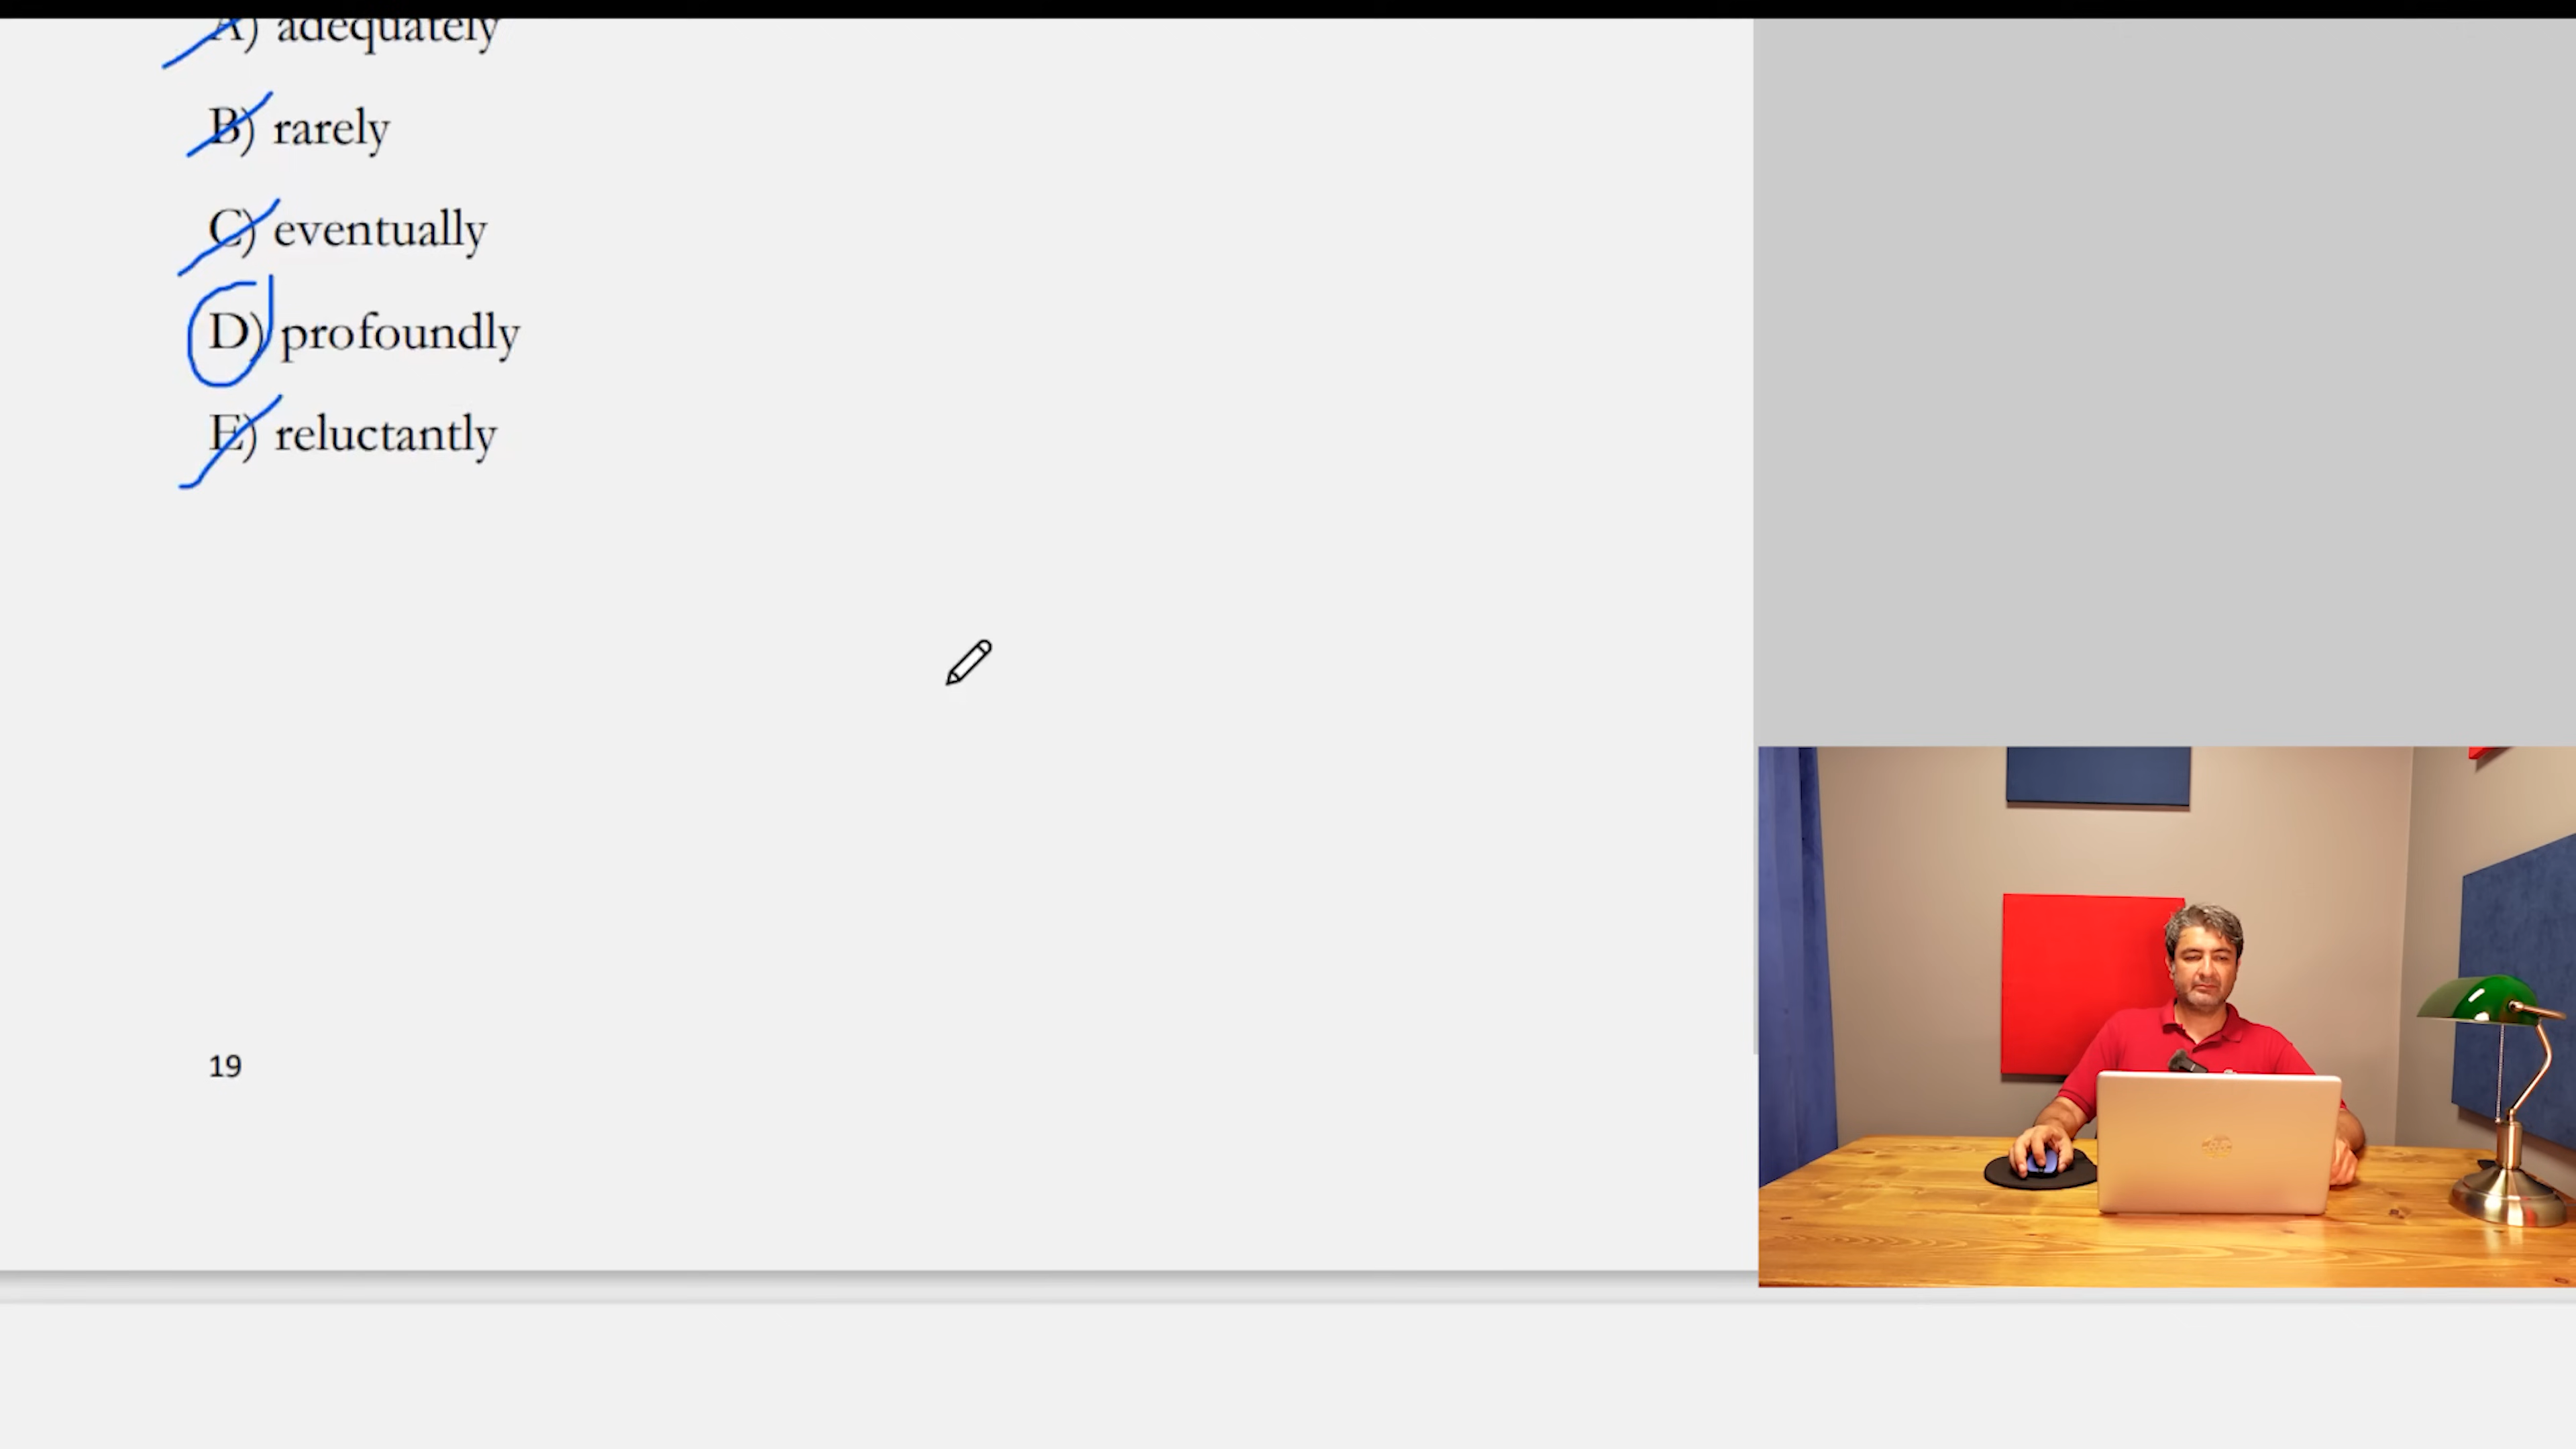 A) adequately
B) rarely
C) eventually
D) profoundly
E) reluctantly
19